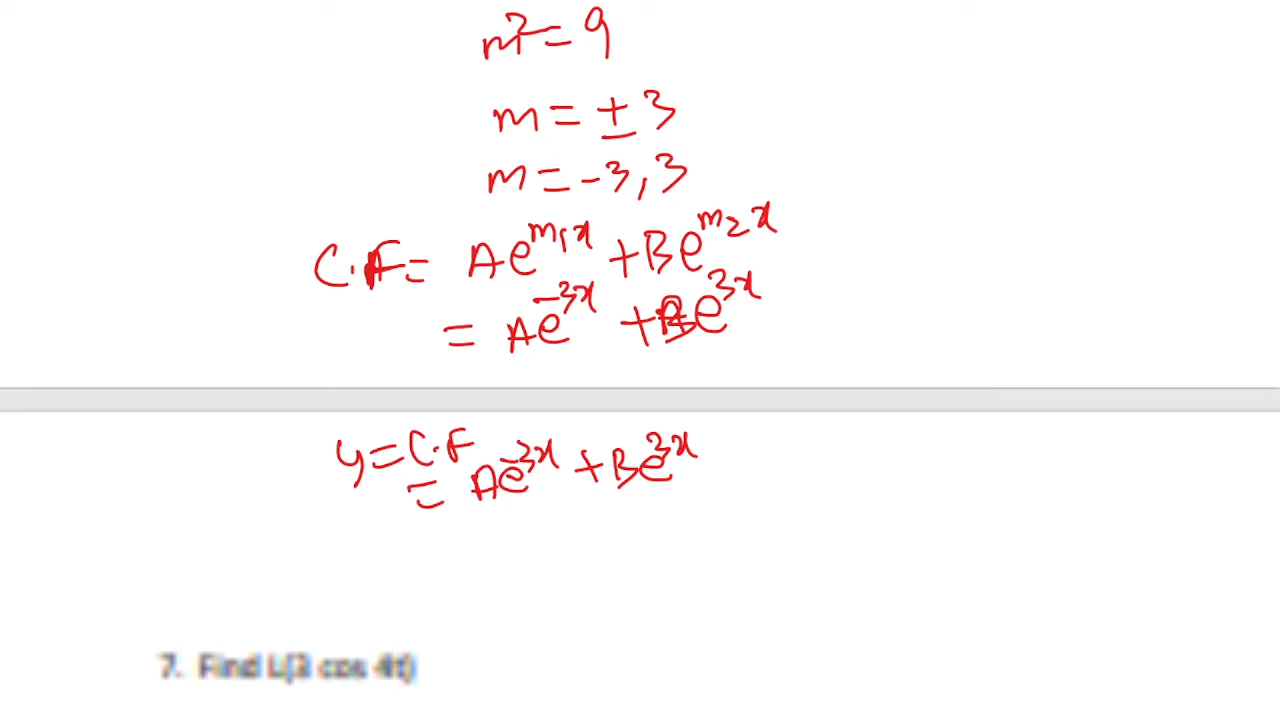 m² = 9
m = ± 3
m = -3, 3
C.F = Ae^{m₁x} + Be^{m₂x}
= Ae^{-3x} + Be^{3x}
y = C.F
= Ae^{-3x} + Be^{3x}
7. Find L(3 cos 4t)